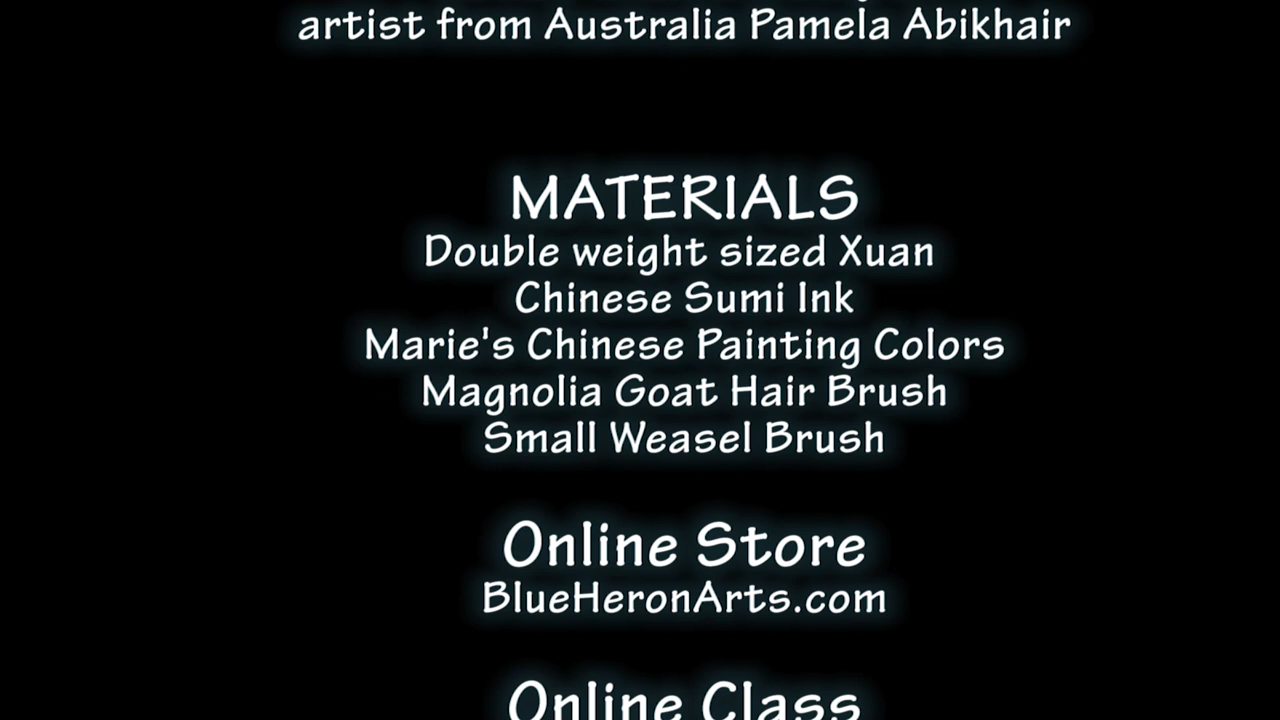 artist from Australia Pamela Abikhair
MATERIALS
Double weight sized Xuan
Chinese Sumi Ink
Marie's Chinese Painting Colors
Magnolia Goat Hair Brush
Small Weasel Brush
Online Store
BlueHeronArts.com
Online Class